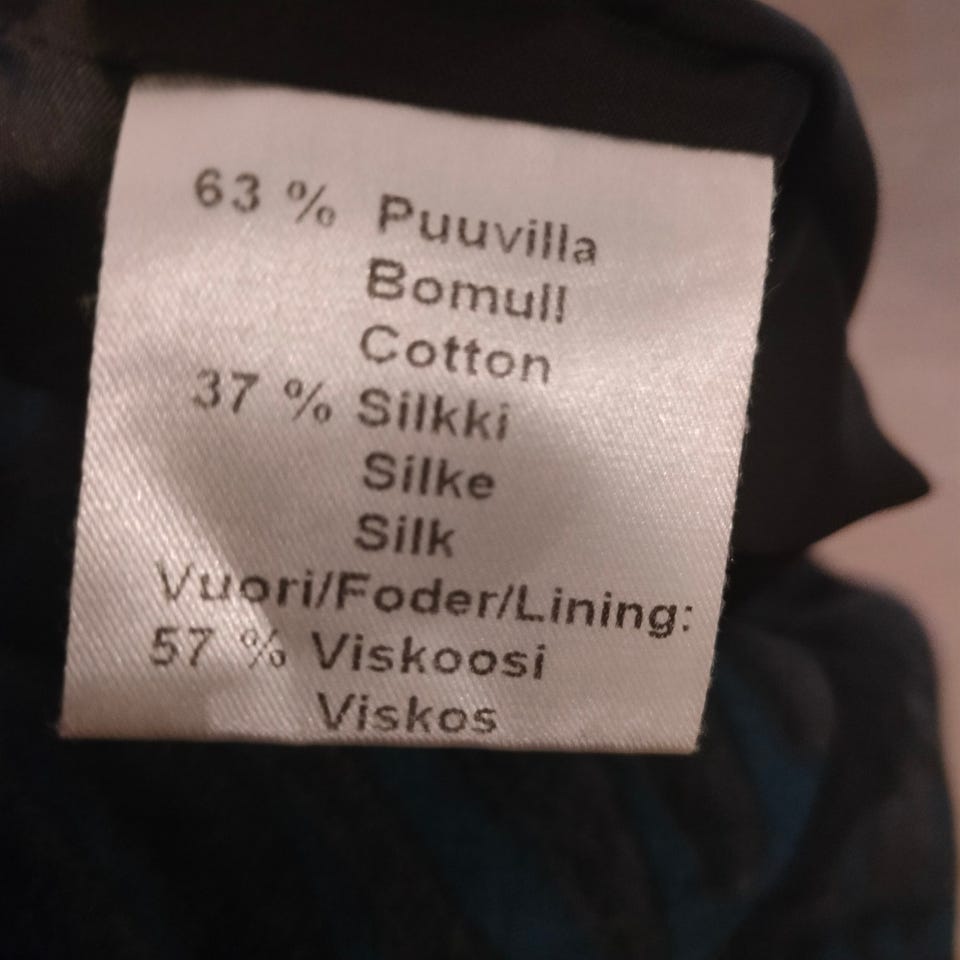 63 % Puuvilla
Bomull
Cotton
37 % Silkki
Silke
Silk
Vuori/Foder/Lining:
57 % Viskoosi
Viskos